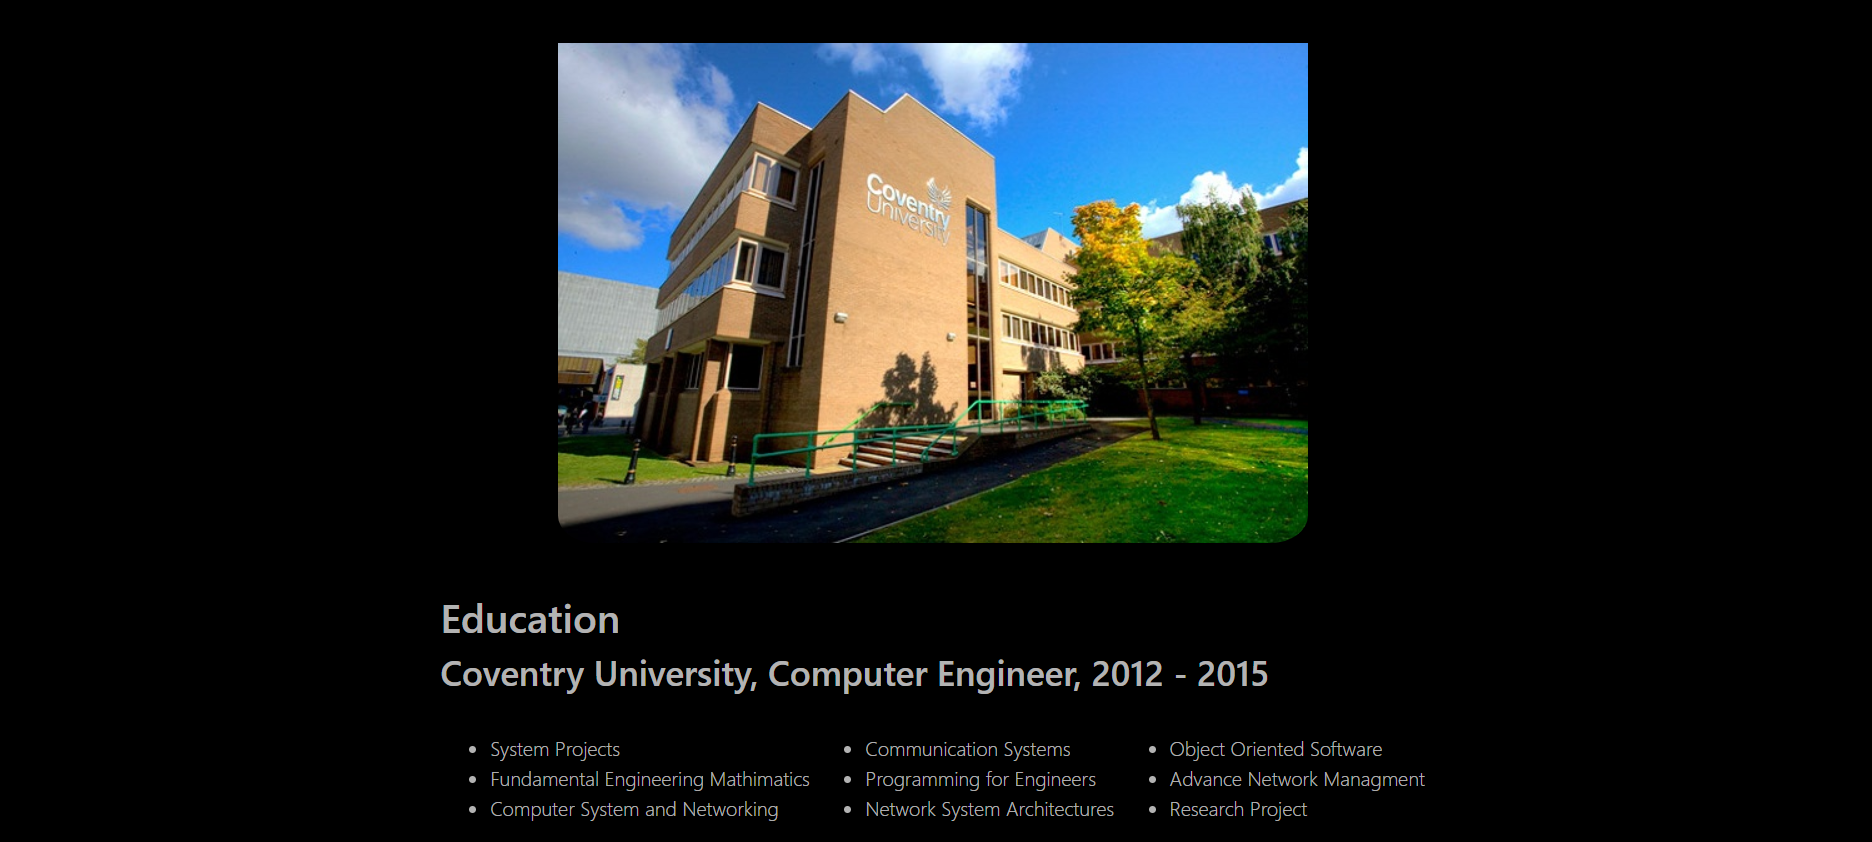 Coventry
University
Education
Coventry University, Computer Engineer, 2012 - 2015
System Projects
Fundamental Engineering Mathimatics
Computer System and Networking
Communication Systems
Programming for Engineers
Network System Architectures
Object Oriented Software
Advance Network Managment
Research Project